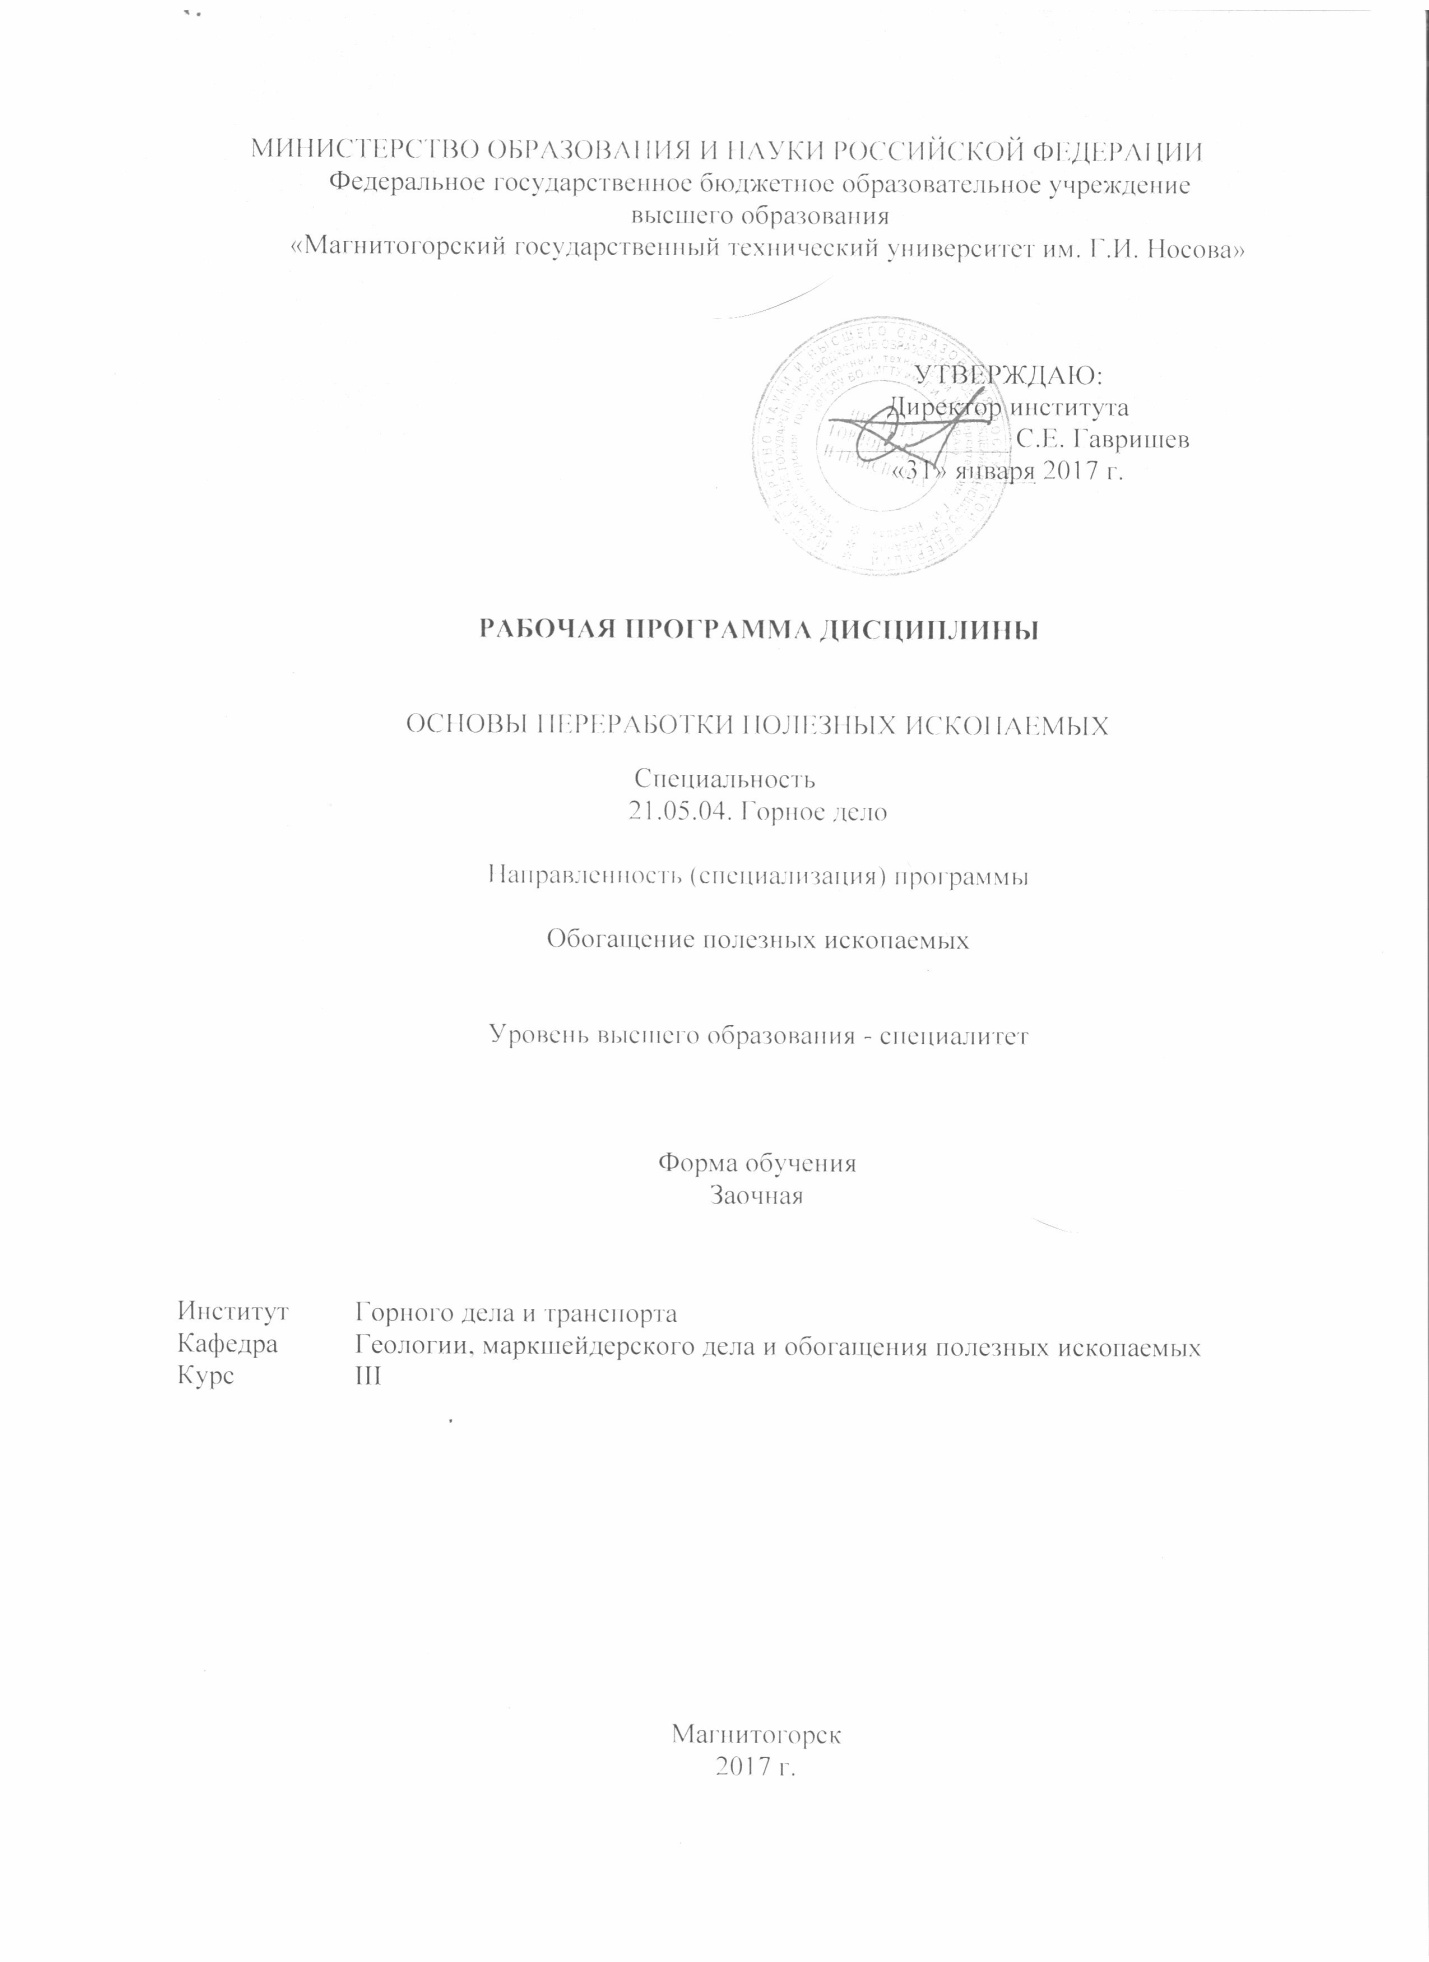 МИНИСТЕРСТВО ОБРАЗОВАНИЯ И НАУКИ РОССИЙСКОЙ ФЕДЕРАЦИИ
Федеральное государственное бюджетное образовательное учреждение
высшего образования
«Магнитогорский государственный технический университет им. Г.И. Носова»
УТВЕРЖДАЮ:
Директор института
С.Е. Гавришев
«31» января 2017 г.
РАБОЧАЯ ПРОГРАММА ДИСЦИПЛИНЫ
ОСНОВЫ ПЕРЕРАБОТКИ ПОЛЕЗНЫХ ИСКОПАЕМЫХ
Специальность
21.05.04. Горное дело
Направленность (специализация) программы
Обогащение полезных ископаемых
Уровень высшего образования - специалитет
Форма обучения
Заочная
Институт Горного дела и транспорта
Кафедра Геологии, маркшейдерского дела и обогащения полезных ископаемых
Курс III
Магнитогорск
2017 г.